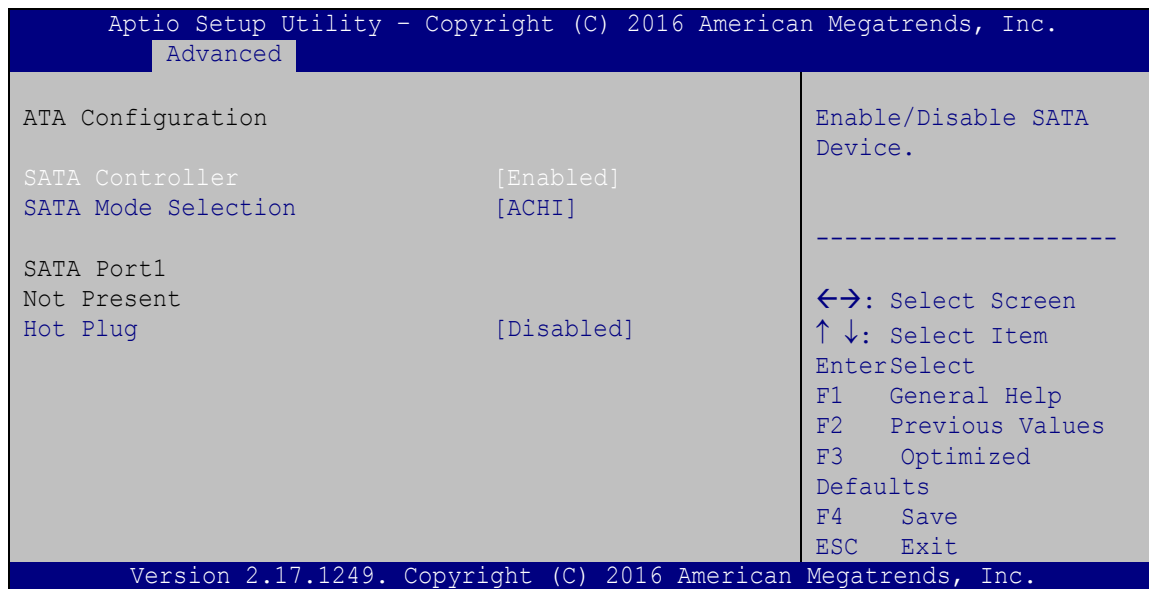 Aptio Setup Utility – Copyright (C) 2016 American Megatrends, Inc.
Advanced
ATA Configuration
SATA Controller [Enabled]
SATA Mode Selection [ACHI]
SATA Port1
Not Present
Hot Plug [Disabled]
Enable/Disable SATA
Device.
---------------------
←→: Select Screen
↑ ↓: Select Item
EnterSelect
F1 General Help
F2 Previous Values
F3 Optimized
Defaults
F4 Save
ESC Exit
Version 2.17.1249. Copyright (C) 2016 American Megatrends, Inc.